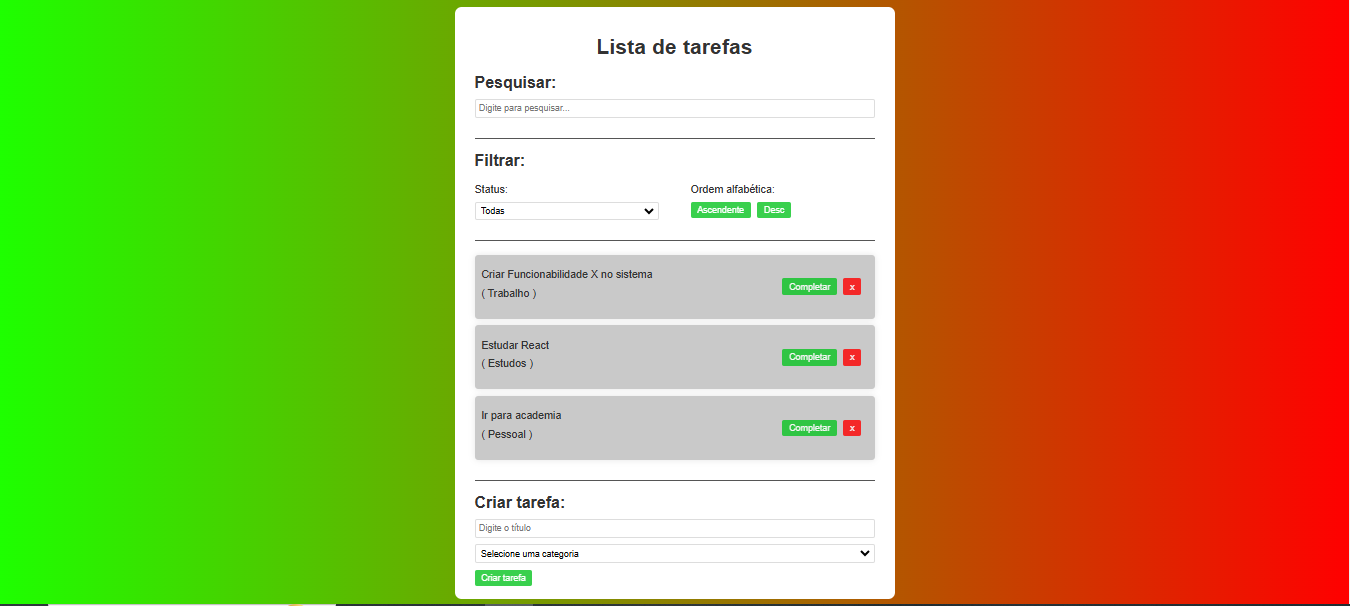 Lista de tarefas
Pesquisar:
Digite para pesquisar...
Filtrar:
Status:
Todas
Ordem alfabética:
Ascendente Desc
Criar Funcionabilidade X no sistema
( Trabalho )
Completar x
Estudar React
( Estudos )
Completar x
Ir para academia
( Pessoal )
Completar x
Criar tarefa:
Digite o título
Selecione uma categoria
Criar tarefa